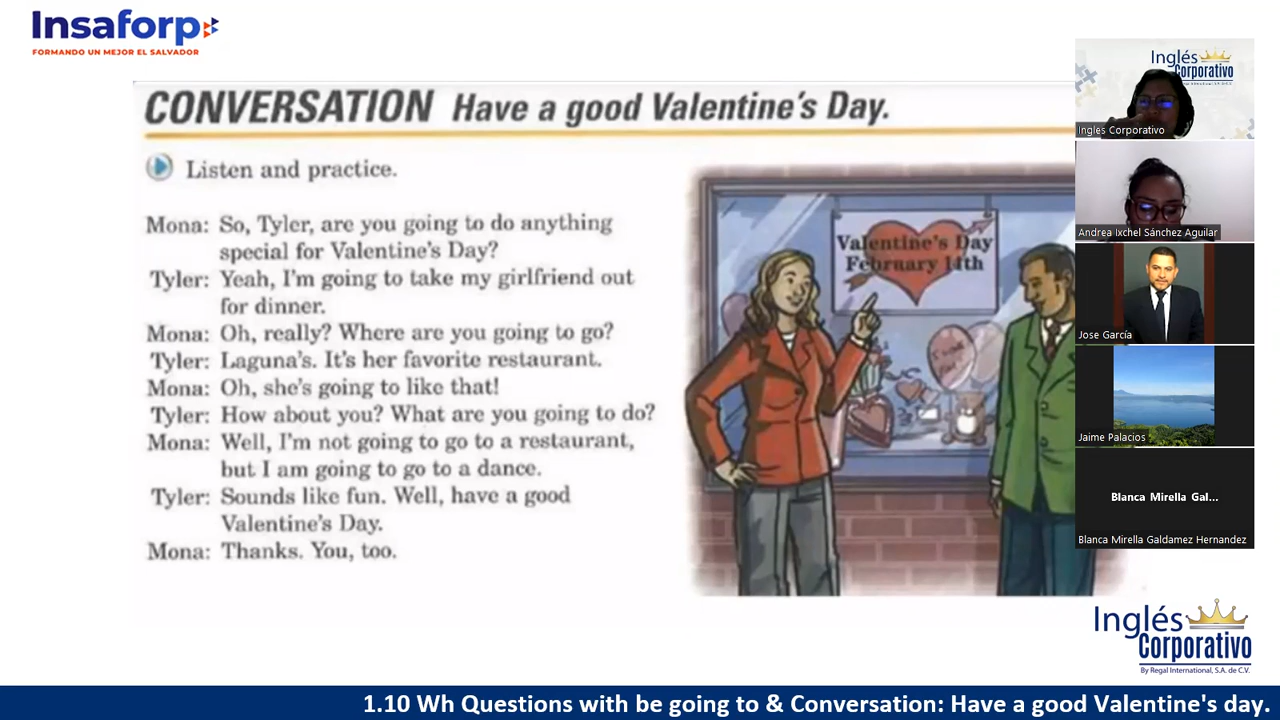 Insaforp
FORMANDO UN MEJOR EL SALVADOR
CONVERSATION Have a good Valentine's Day.
Listen and practice.
Mona: So, Tyler, are you going to do anything
special for Valentine's Day?
Tyler: Yeah, I'm going to take my girlfriend out
for dinner.
Mona: Oh, really? Where are you going to go?
Tyler: Laguna's. It's her favorite restaurant.
Mona: Oh, she's going to like that!
Tyler: How about you? What are you going to do?
Mona: Well, I'm not going to go to a restaurant,
but I am going to go to a dance.
Tyler: Sounds like fun. Well, have a good
Valentine's Day.
Mona: Thanks. You, too.
Valentine's Day
February 14th
Inglés
Corporativo
Ingles Corporativo
Andrea Ixchel Sánchez Aguilar
Jose García
Jaime Palacios
Blanca Mirella Gal...
Blanca Mirella Galdamez Hernandez
Inglés
Corporativo
By Regal International, S.A. de C.V.
1.10 Wh Questions with be going to & Conversation: Have a good Valentine's day.